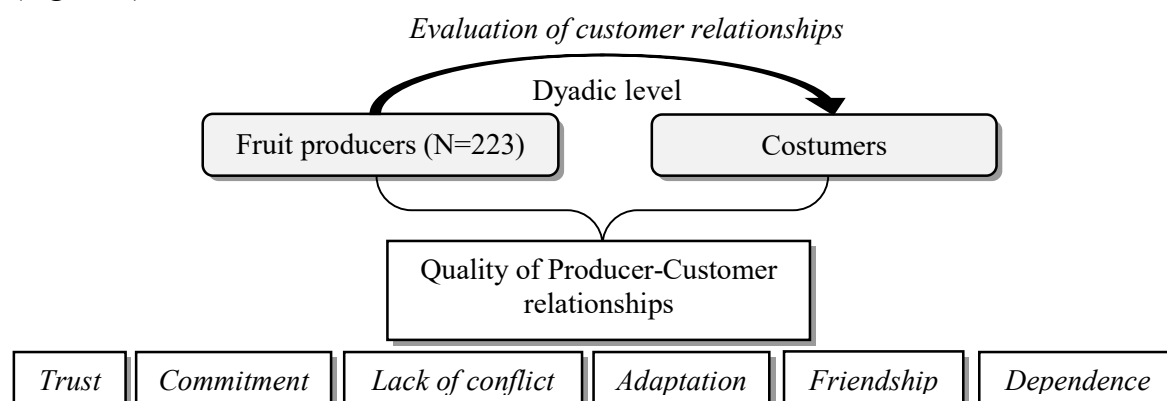 Evaluation of customer relationships
Dyadic level
Fruit producers (N=223)
Costumers
Quality of Producer-Customer
relationships
Trust
Commitment
Lack of conflict
Adaptation
Friendship
Dependence